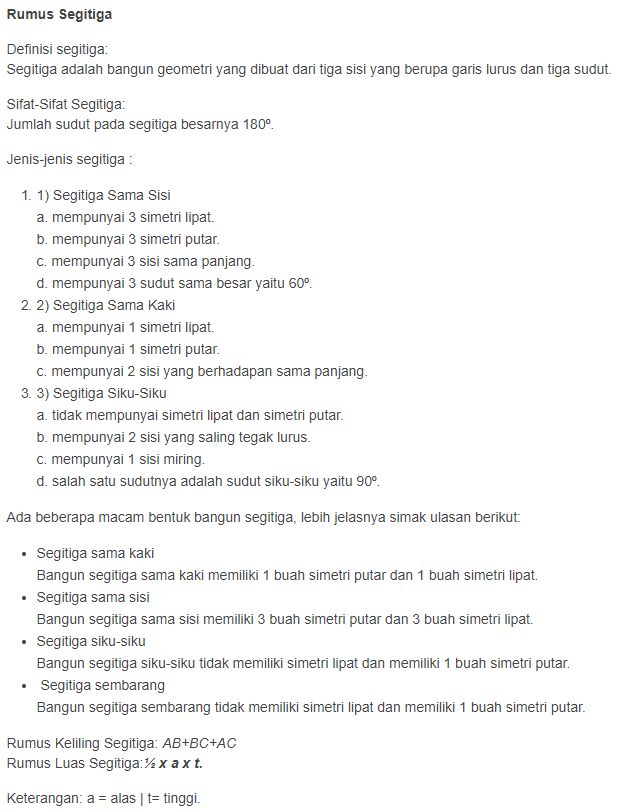 Rumus Segitiga
Definisi segitiga:
Segitiga adalah bangun geometri yang dibuat dari tiga sisi yang berupa garis lurus dan tiga sudut.
Sifat-Sifat Segitiga:
Jumlah sudut pada segitiga besarnya 180º.
Jenis-jenis segitiga :
1. 1) Segitiga Sama Sisi
a. mempunyai 3 simetri lipat.
b. mempunyai 3 simetri putar.
c. mempunyai 3 sisi sama panjang.
d. mempunyai 3 sudut sama besar yaitu 60º.
2. 2) Segitiga Sama Kaki
a. mempunyai 1 simetri lipat.
b. mempunyai 1 simetri putar.
c. mempunyai 2 sisi yang berhadapan sama panjang.
3. 3) Segitiga Siku-Siku
a. tidak mempunyai simetri lipat dan simetri putar.
b. mempunyai 2 sisi yang saling tegak lurus.
c. mempunyai 1 sisi miring.
d. salah satu sudutnya adalah sudut siku-siku yaitu 90º.
Ada beberapa macam bentuk bangun segitiga, lebih jelasnya simak ulasan berikut:
• Segitiga sama kaki
Bangun segitiga sama kaki memiliki 1 buah simetri putar dan 1 buah simetri lipat.
• Segitiga sama sisi
Bangun segitiga sama sisi memiliki 3 buah simetri putar dan 3 buah simetri lipat.
• Segitiga siku-siku
Bangun segitiga siku-siku tidak memiliki simetri lipat dan memiliki 1 buah simetri putar.
• Segitiga sembarang
Bangun segitiga sembarang tidak memiliki simetri lipat dan memiliki 1 buah simetri putar.
Rumus Keliling Segitiga: AB+BC+AC
Rumus Luas Segitiga:½ x a x t.
Keterangan: a = alas | t= tinggi.